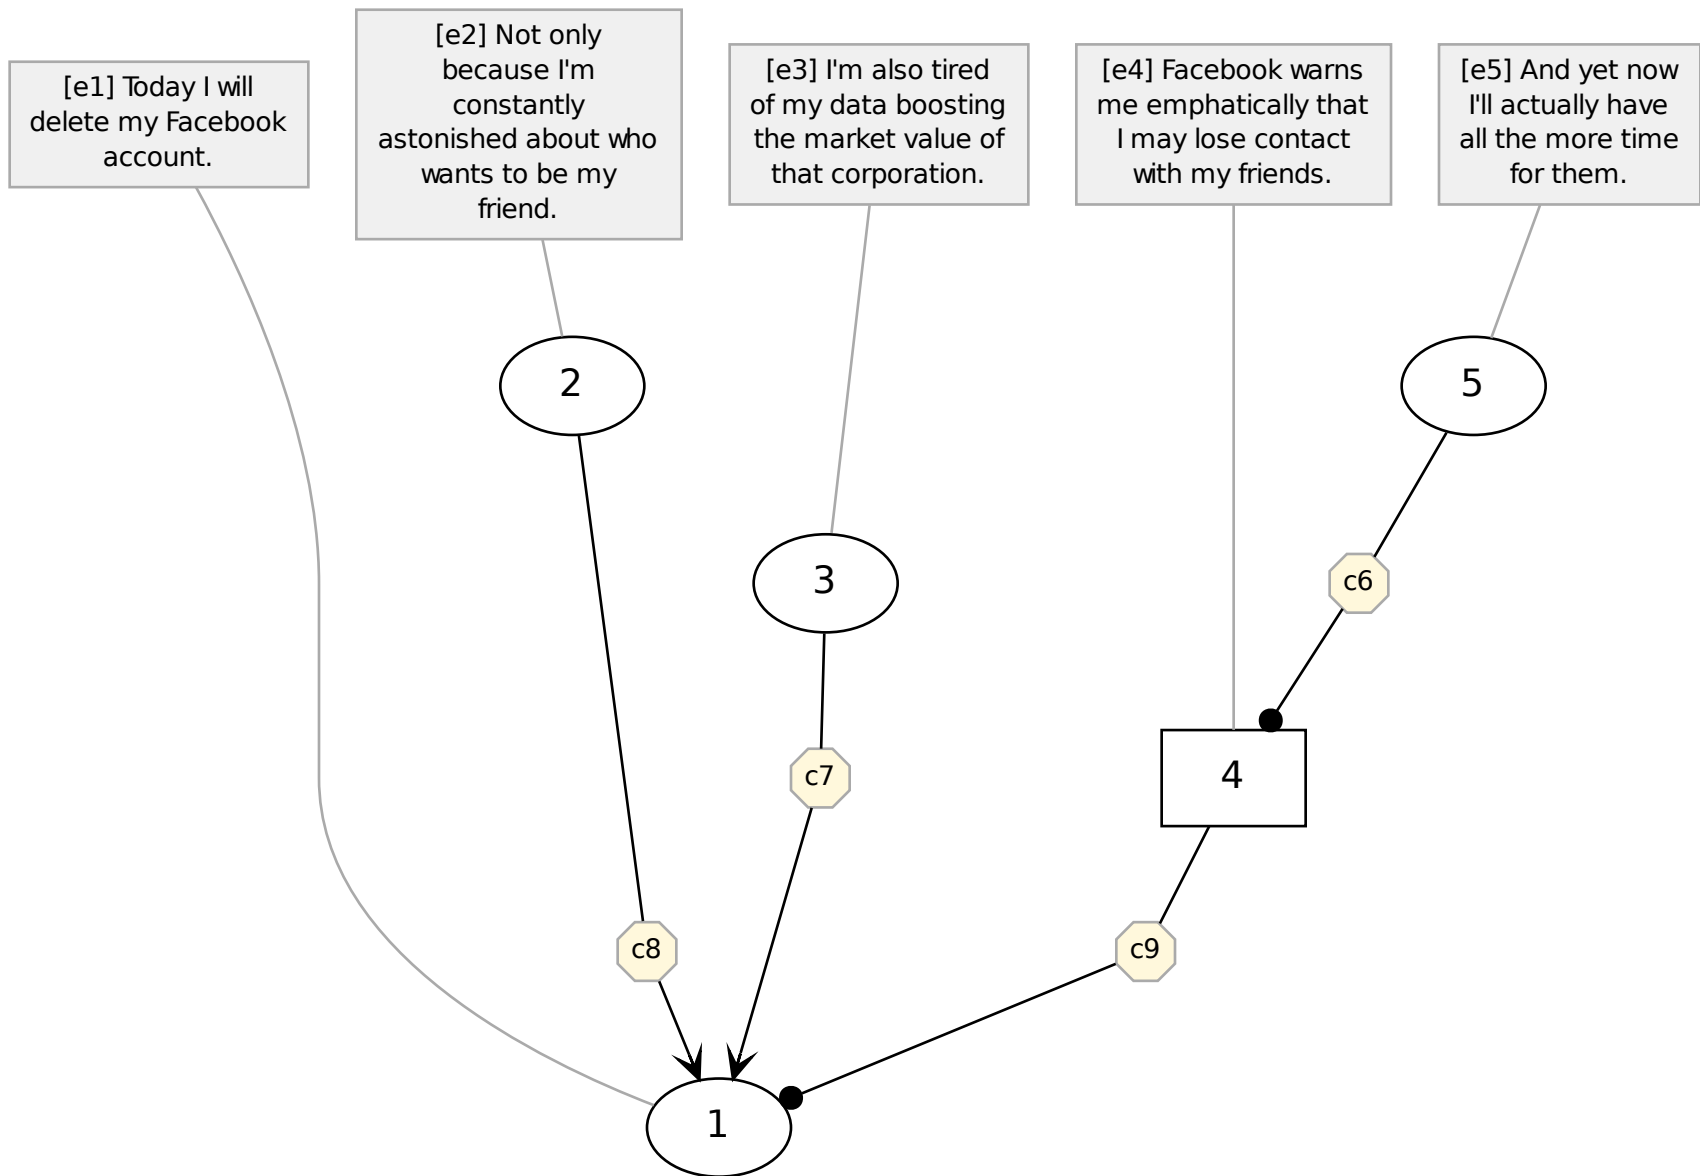 [e1] Today I will
delete my Facebook
account.
[e2] Not only
because I'm
constantly
astonished about who
wants to be my
friend.
[e3] I'm also tired
of my data boosting
the market value of
that corporation.
[e4] Facebook warns
me emphatically that
I may lose contact
with my friends.
[e5] And yet now
I'll actually have
all the more time
for them.
2
5
3
c6
c7
4
c8
c9
1